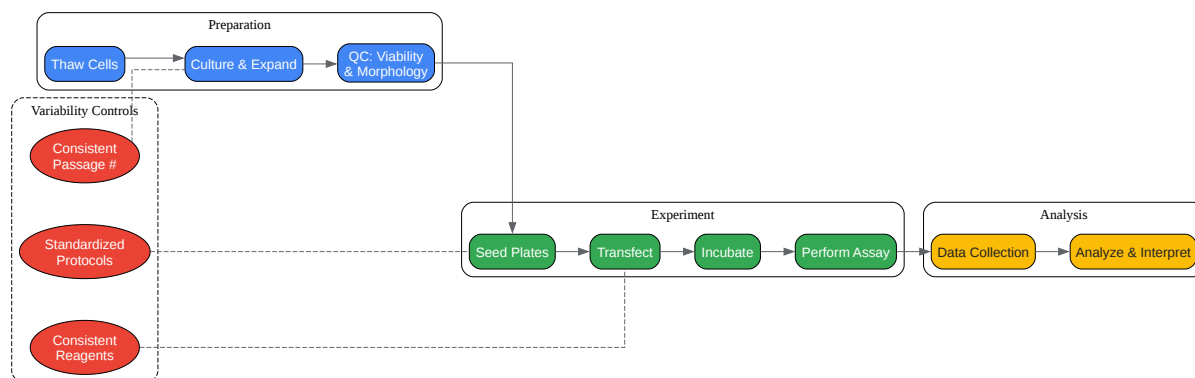 Preparation
Thaw Cells
Culture & Expand
QC: Viability
& Morphology
Variability Controls
Consistent
Passage #
Standardized
Protocols
Consistent
Reagents
Experiment
Seed Plates
Transfect
Incubate
Perform Assay
Analysis
Data Collection
Analyze & Interpret